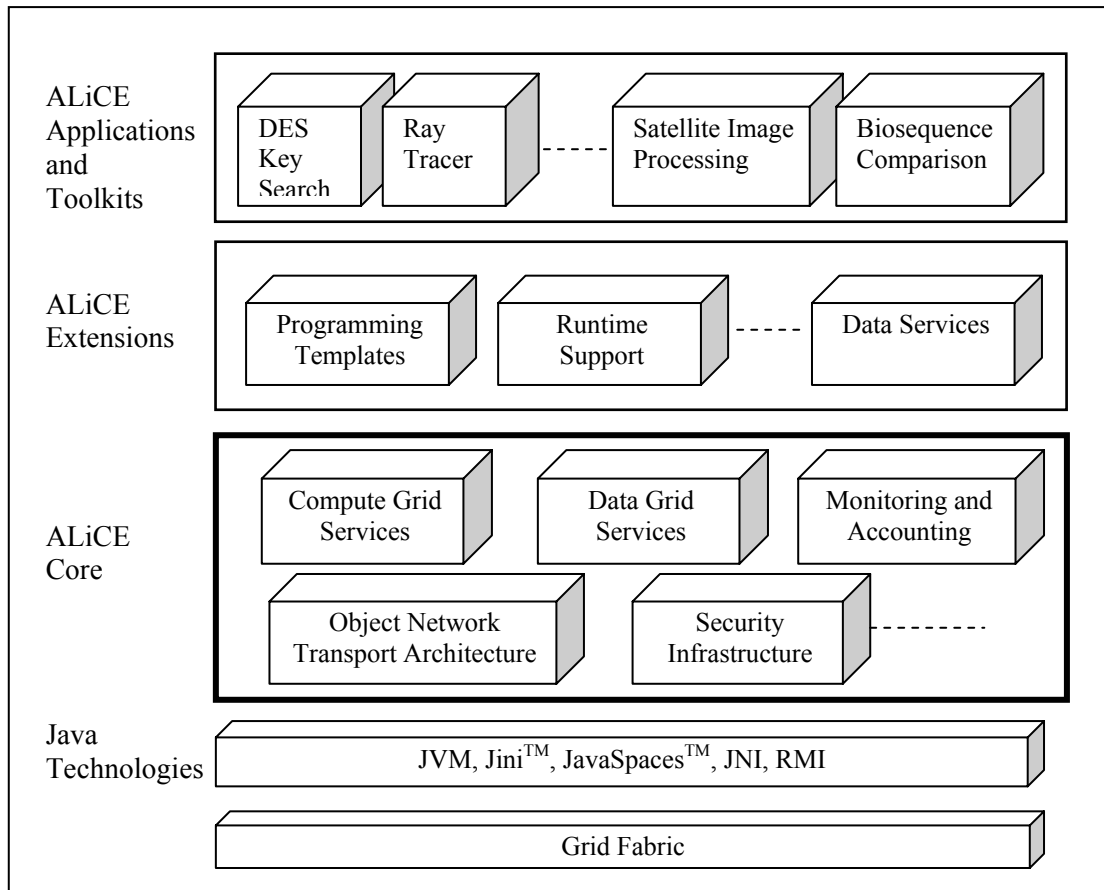 ALiCE
Applications
and
Toolkits
DES
Key
Search
Ray
Tracer
Satellite Image
Processing
Biosequence
Comparison
ALiCE
Extensions
Programming
Templates
Runtime
Support
Data Services
ALiCE
Core
Compute Grid
Services
Data Grid
Services
Monitoring and
Accounting
Object Network
Transport Architecture
Security
Infrastructure
Java
Technologies
JVM, Jini™, JavaSpaces™, JNI, RMI
Grid Fabric